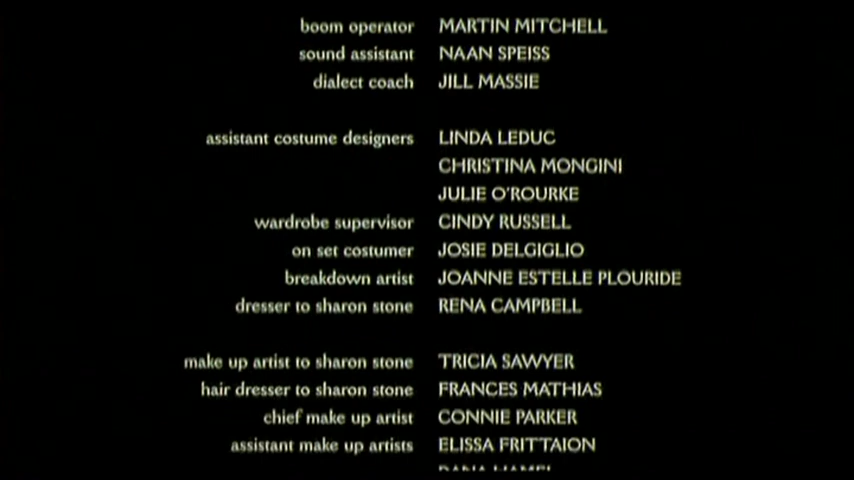 boom operator MARTIN MITCHELL
sound assistant NAAN SPEISS
dialect coach JILL MASSIE
assistant costume designers LINDA LEDUC
CHRISTINA MONGINI
JULIE O'ROURKE
wardrobe supervisor CINDY RUSSELL
on set costumer JOSIE DELGIGLIO
breakdown artist JOANNE ESTELLE PLOURIDE
dresser to sharon stone RENA CAMPBELL
make up artist to sharon stone TRICIA SAWYER
hair dresser to sharon stone FRANCES MATHIAS
chief make up artist CONNIE PARKER
assistant make up artists ELISSA FRITTAION